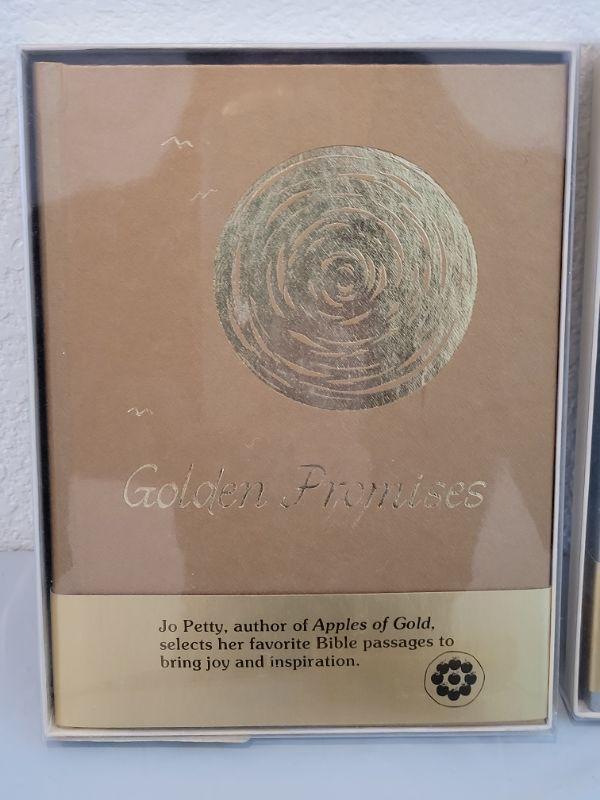 Golden Promises
Jo Petty, author of Apples of Gold,
selects her favorite Bible passages to
bring joy and inspiration.